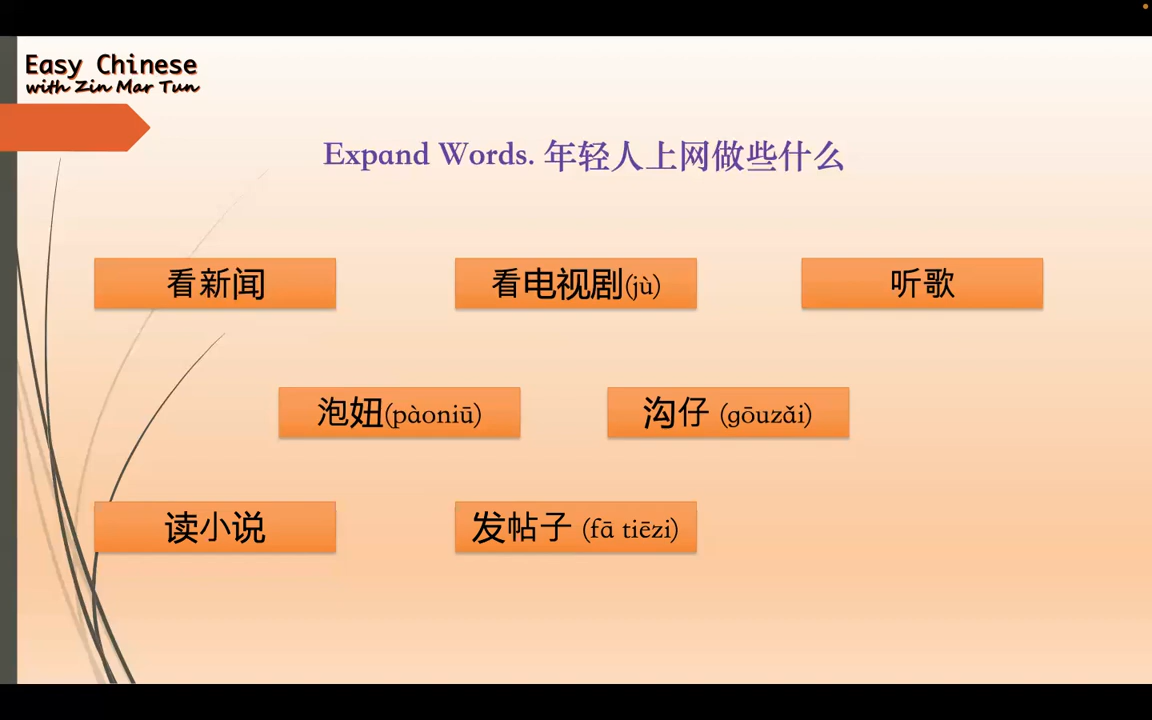 Easy Chinese
with Zin Mar Tun
Expand Words. 年轻人上网做些什么
看新闻
看电视剧(jù)
听歌
泡妞(pàoniū)
沟仔 (gōuzǎi)
读小说
发帖子 (fā tiēzi)